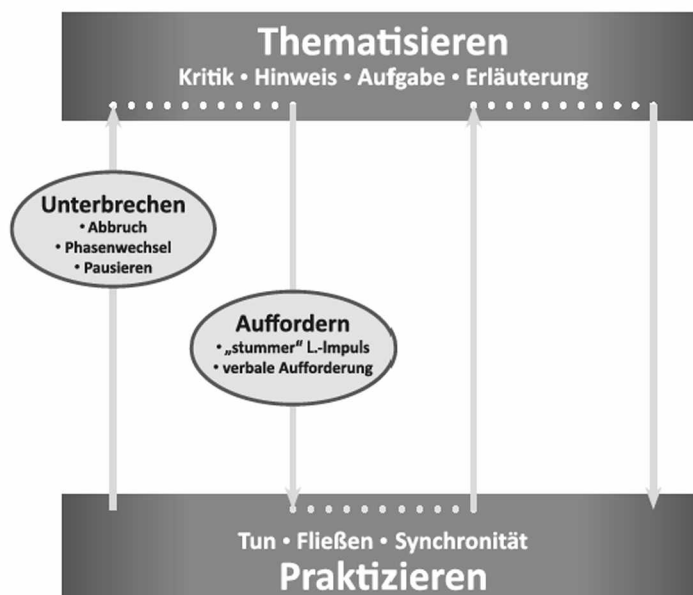 Thematisieren
Kritik • Hinweis • Aufgabe • Erläuterung
Unterbrechen
• Abbruch
• Phasenwechsel
• Pausieren
Auffordern
• „stummer“ L.-Impuls
• verbale Aufforderung
Tun • Fließen • Synchronität
Praktizieren